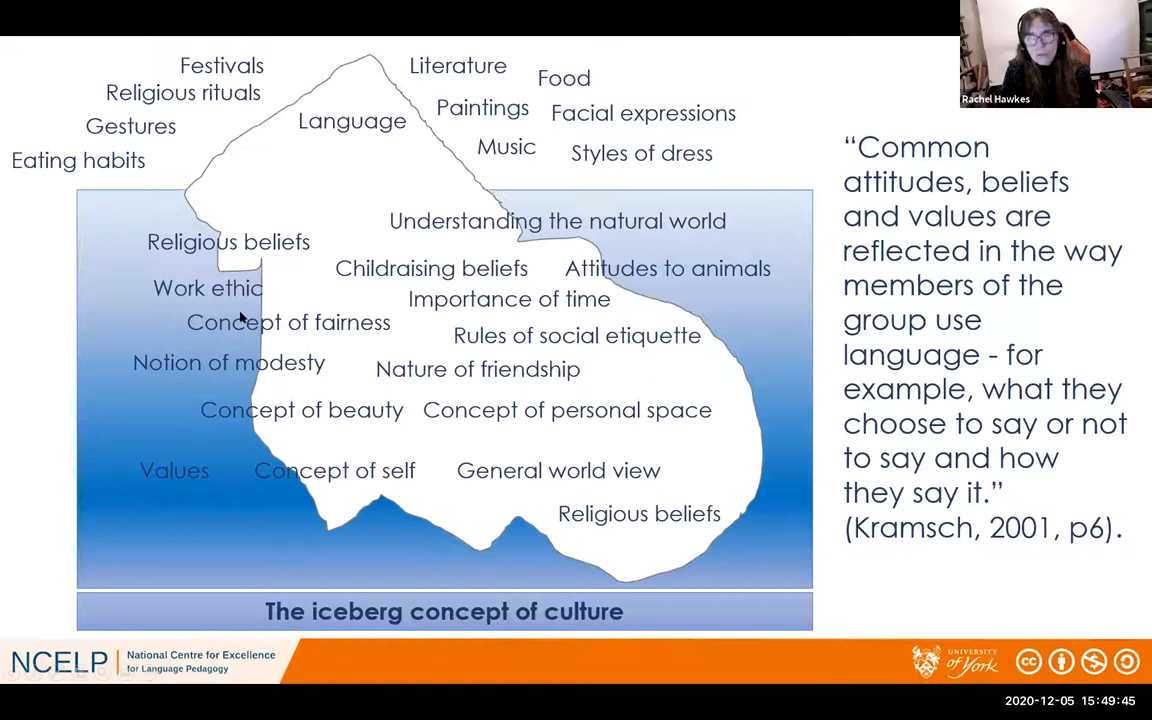 Rachel Hawkes
Festivals
Religious rituals
Gestures
Eating habits
Language
Literature
Food
Paintings
Facial expressions
Music
Styles of dress
Understanding the natural world
Religious beliefs
Childraising beliefs
Attitudes to animals
Work ethic
Importance of time
Concept of fairness
Rules of social etiquette
Notion of modesty
Nature of friendship
Concept of beauty
Concept of personal space
Values
Concept of self
General world view
Religious beliefs
The iceberg concept of culture
“Common
attitudes, beliefs
and values are
reflected in the way
members of the
group use
language - for
example, what they
choose to say or not
to say and how
they say it.”
(Kramsch, 2001, p6).
NCELP
National Centre for Excellence
for Language Pedagogy
UNIVERSITY
of York
cc
$
2020-12-05 15:49:45